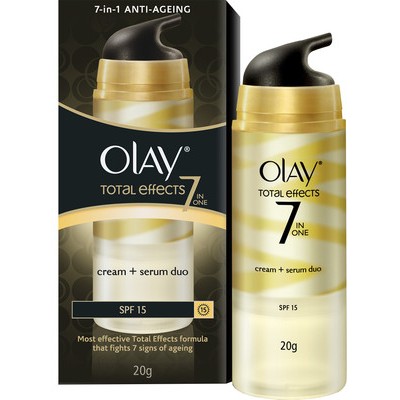 7-in-1 ANTI-AGEING
OLAY®
TOTAL effects
7 IN ONE
cream + serum duo
SPF 15
15
Most effective Total Effects formula
that fights 7 signs of ageing
20g
OLAY®
TOTAL effects
7 IN ONE
cream + serum duo
SPF 15
20g